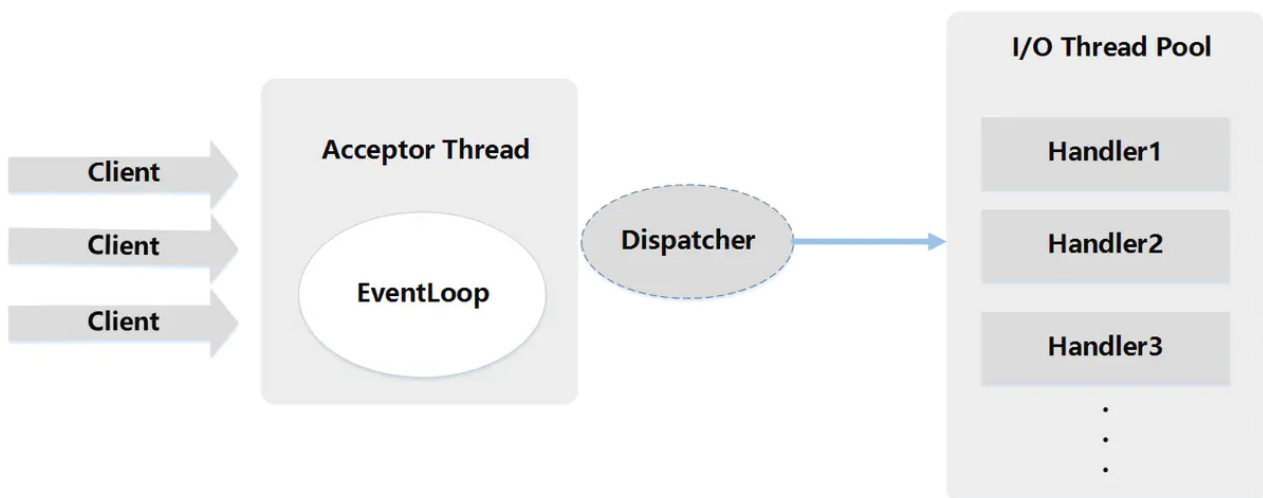 I/O Thread Pool
Acceptor Thread
Client
Client
Client
EventLoop
Dispatcher
Handler1
Handler2
Handler3